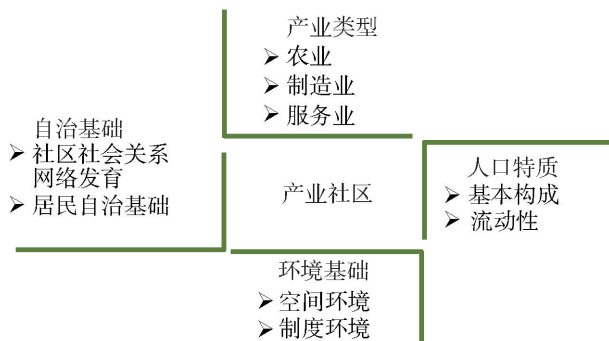 产业类型
➢ 农业
➢ 制造业
➢ 服务业
自治基础
➢ 社区社会关系
网络发育
➢ 居民自治基础
产业社区
人口特质
➢ 基本构成
➢ 流动性
环境基础
➢ 空间环境
➢ 制度环境